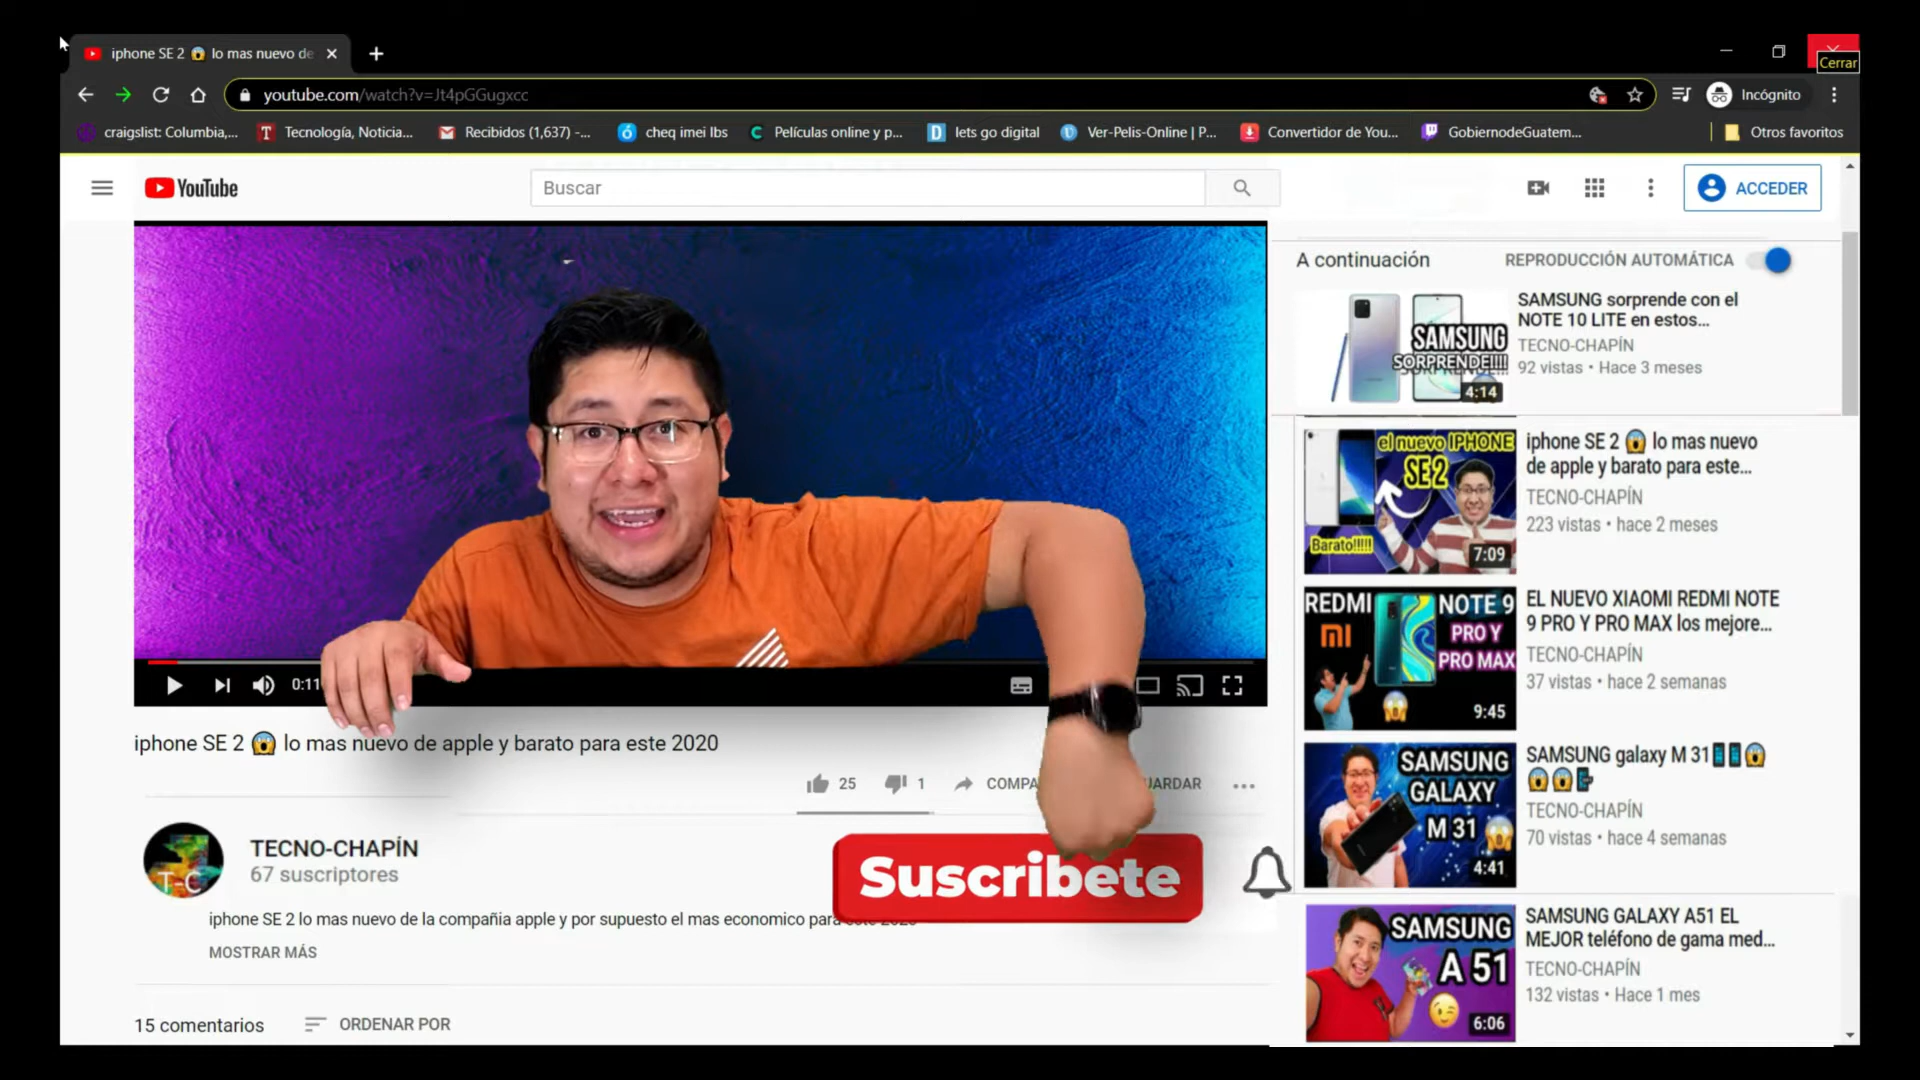 iphone SE 2 😱 lo mas nuevo de
Cerrar
youtube.com/watch?v=Jt4pGGugxcc
Incógnito
craigslist: Columbia,...
Tecnología, Noticia...
Recibidos (1,637) -...
cheq imei lbs
Películas online y p...
lets go digital
Ver-Pelis-Online | P...
Convertidor de You...
GobiernodeGuatem...
Otros favoritos
YouTube
Buscar
ACCEDER
0:11
iphone SE 2 😱 lo mas nuevo de apple y barato para este 2020
25
1
COMPA
UARDAR
T-C
TECNO-CHAPÍN
67 suscriptores
Suscribete
iphone SE 2 lo mas nuevo de la compañia apple y por supuesto el mas economico para este 2020
MOSTRAR MÁS
15 comentarios
ORDENAR POR
A continuación
REPRODUCCIÓN AUTOMÁTICA
SAMSUNG
SORPRENDE!!!!
4:14
SAMSUNG sorprende con el
NOTE 10 LITE en estos...
TECNO-CHAPÍN
92 vistas • Hace 3 meses
el nuevo IPHONE
SE2
Barato!!!!!
7:09
iphone SE 2 😱 lo mas nuevo
de apple y barato para este...
TECNO-CHAPÍN
223 vistas • hace 2 meses
REDMI NOTE 9
PRO Y
PRO MAX
9:45
EL NUEVO XIAOMI REDMI NOTE
9 PRO Y PRO MAX los mejore...
TECNO-CHAPÍN
37 vistas • hace 2 semanas
SAMSUNG
GALAXY
M 31
4:41
SAMSUNG galaxy M 31📱📱😱
😱😱📲
TECNO-CHAPÍN
70 vistas • hace 4 semanas
SAMSUNG
A 51
6:06
SAMSUNG GALAXY A51 EL
MEJOR teléfono de gama med...
TECNO-CHAPÍN
132 vistas • Hace 1 mes